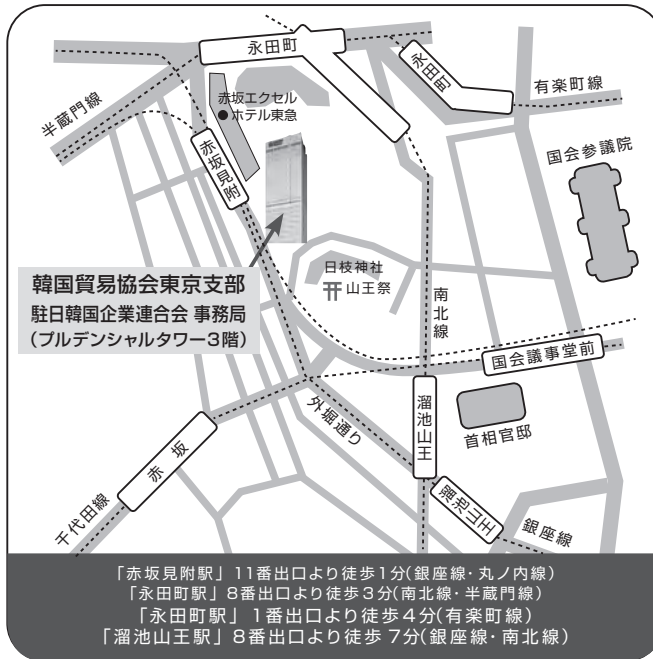 永田町
永田町
有楽町線
半蔵門線
赤坂エクセル
●ホテル東急
赤坂見附
国会参議院
韓国貿易協会東京支部
駐日韓国企業連合会 事務局
(プルデンシャルタワー3階)
日枝神社
山王祭
南北線
国会議事堂前
溜池山王
首相官邸
外堀通り
赤坂
溜池山王
千代田線
銀座線
「赤坂見附駅」11番出口より徒歩1分(銀座線・丸ノ内線)
「永田町駅」8番出口より徒歩3分(南北線・半蔵門線)
「永田町駅」1番出口より徒歩4分(有楽町線)
「溜池山王駅」8番出口より徒歩7分(銀座線・南北線)